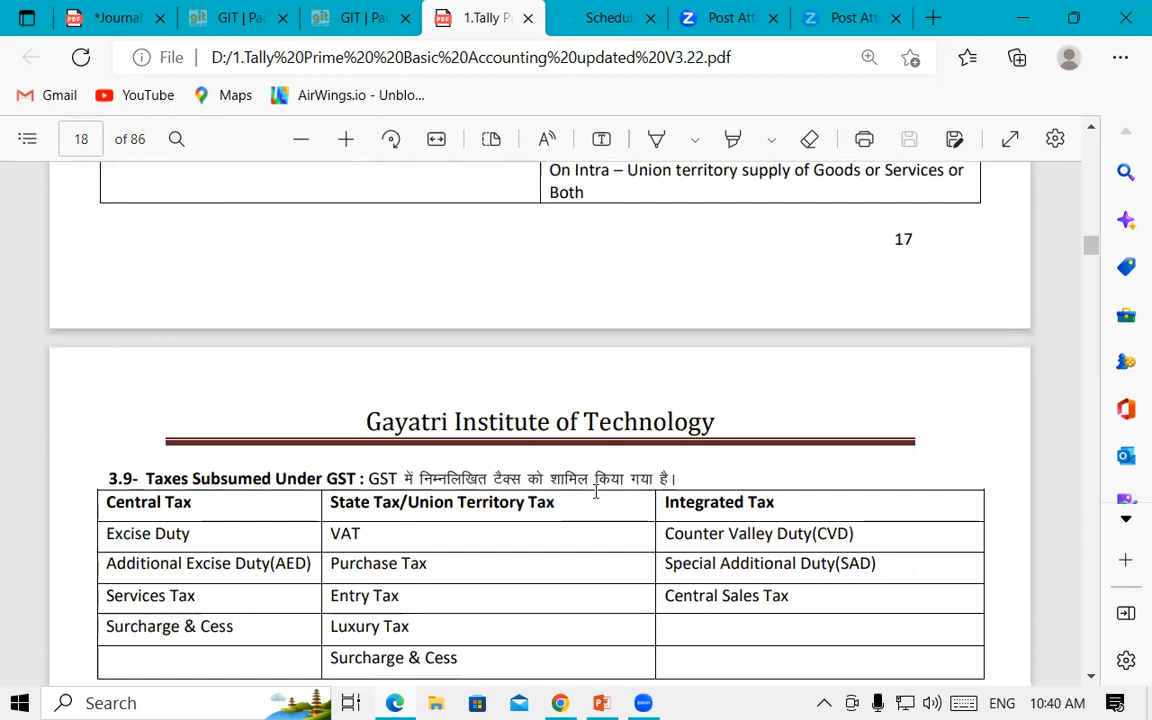 *Journal
GIT | Pac
GIT | Pac
1.Tally P
Schedul
Post Att
Post Att
File
D:/1.Tally%20Prime%20%20Basic%20Accounting%20updated%20V3.22.pdf
Gmail
YouTube
Maps
AirWings.io - Unblo...
18
of 86
On Intra – Union territory supply of Goods or Services or
Both
17
Gayatri Institute of Technology
3.9- Taxes Subsumed Under GST : GST में निम्नलिखित टैक्स को शामिल किया गया है।
Central Tax
State Tax/Union Territory Tax
Integrated Tax
Excise Duty
VAT
Counter Valley Duty(CVD)
Additional Excise Duty(AED)
Purchase Tax
Special Additional Duty(SAD)
Services Tax
Entry Tax
Central Sales Tax
Surcharge & Cess
Luxury Tax
Surcharge & Cess
Search
ENG
10:40 AM